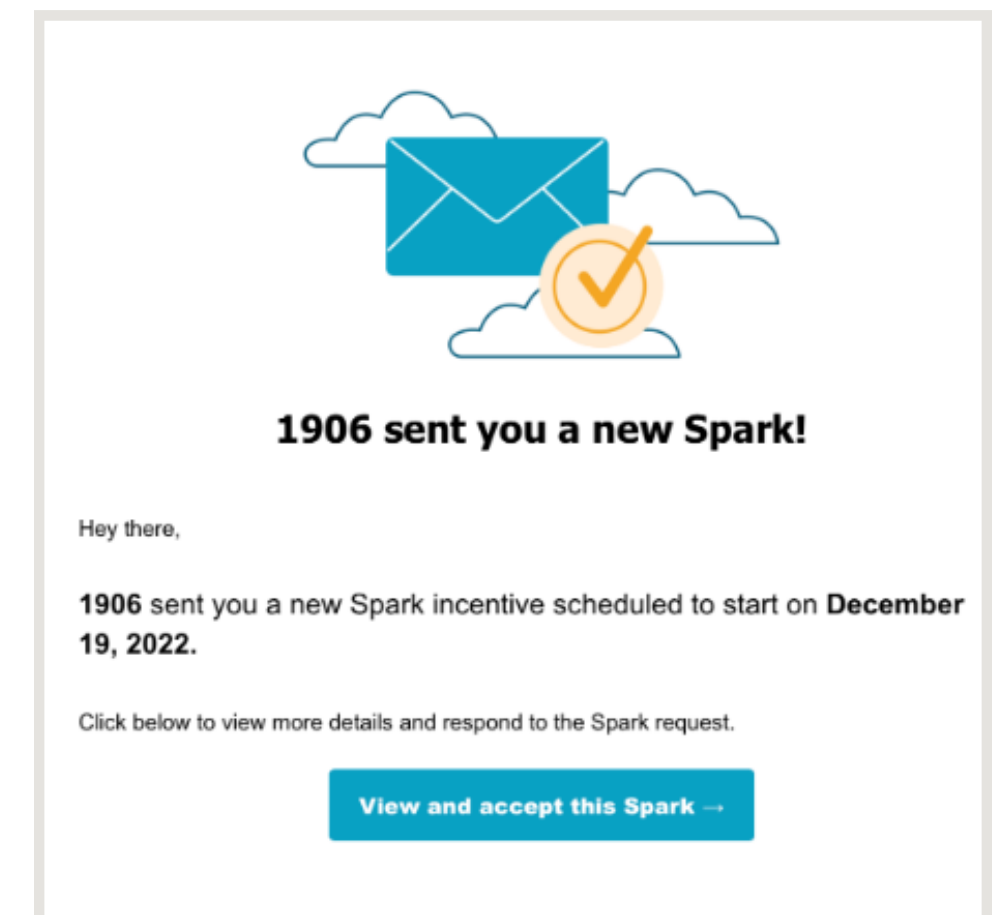 1906 sent you a new Spark!
Hey there,
1906 sent you a new Spark incentive scheduled to start on December
19, 2022.
Click below to view more details and respond to the Spark request.
View and accept this Spark →